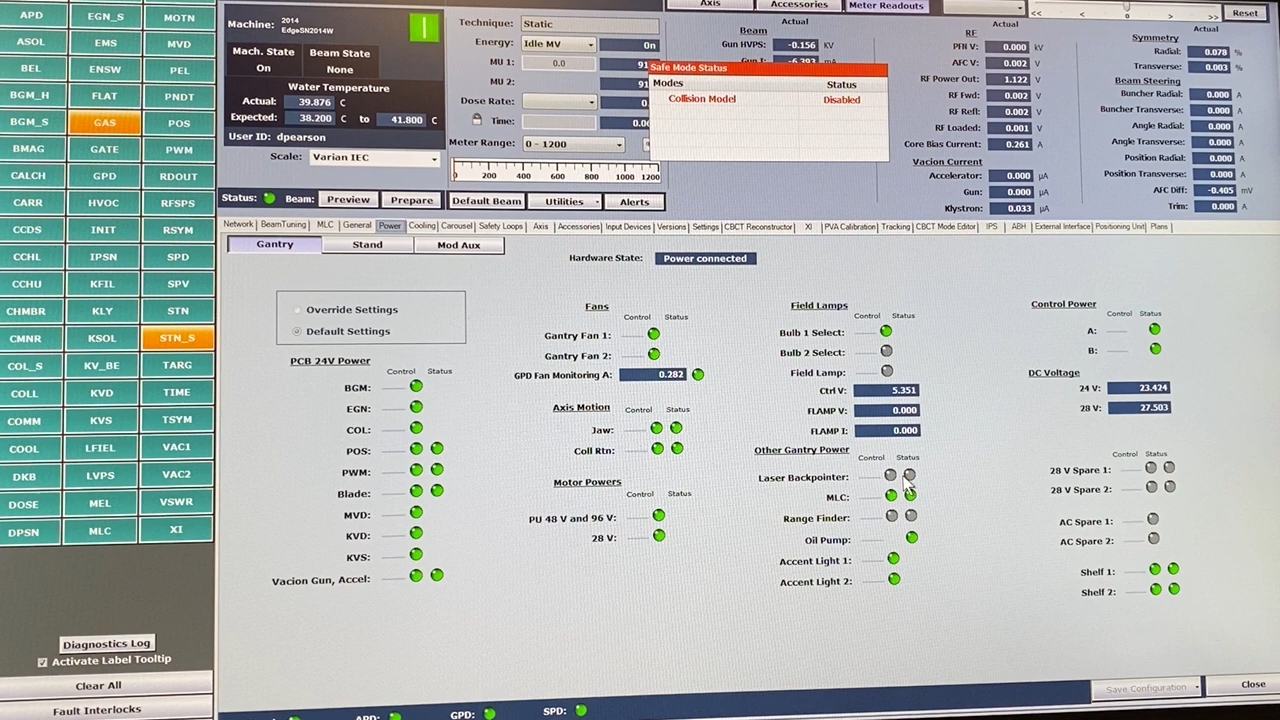 APD EGN_S MOTN
ASOL EMS MVD
BEL ENSW PEL
BGM_H FLAT PNDT
BGM_S GAS POS
BMAG GATE PWM
CALCH GPD RDOUT
CARR HVOC RFSPS
CCDS INIT RSYM
CCHL IPSN SPD
CCHU KFIL SPV
CHMBR KLY STN
CMNR KSOL STN_S
COL_S KV_BE TARG
COLL KVD TIME
COMM KVS TSYM
COOL LFIEL VAC1
DKB LVPS VAC2
DOSE MEL VSWR
DPSN MLC XI
Diagnostics Log
Activate Label Tooltip
Clear All
Fault Interlocks
Machine: 2014
EdgeSN2014W
Mach. State Beam State
On None
Water Temperature
Actual: 39.876 C
Expected: 38.200 C to 41.800 C
User ID: dpearson
Scale: Varian IEC
Status: Beam: Preview Prepare
Technique: Static
Energy: Idle MV 0n
MU 1: 0.0 91
MU 2: 91
Dose Rate: 0.
Time: 0.0
Meter Range: 0 - 1200
0 200 400 600 800 1000 1200
Default Beam Utilities Alerts
Axis Accessories Meter Readouts
Actual
Beam
Gun HVPS: -0.156 KV
Gun I: -6.393 mA
Safe Mode Status
Modes Status
Collision Model Disabled
<< < 0 > >> Reset
RF Actual
PFN V: 0.000 kV
AFC V: 0.002 V
RF Power Out: 1.122 V
RF Fwd: 0.002 V
RF Refl: 0.002 V
RF Loaded: 0.001 V
Core Bias Current: 0.261 A
Vacion Current
Accelerator: 0.000 µA
Gun: 0.000 µA
Klystron: 0.033 µA
Symmetry Actual
Radial: 0.078 %
Transverse: 0.003 %
Beam Steering
Buncher Radial: 0.000 A
Buncher Transverse: 0.000 A
Angle Radial: 0.000 A
Angle Transverse: 0.000 A
Position Radial: 0.000 A
Position Transverse: 0.000 A
AFC Diff: -0.405 mV
Trim: 0.000 A
Network BeamTuning MLC General Power Cooling Carousel Safety Loops Axis Accessories Input Devices Versions Settings CBCT Reconstructor XI PVA Calibration Tracking CBCT Mode Editor IPS ABH External Interface Positioning Unit Plans
Gantry Stand Mod Aux
Hardware State: Power connected
Override Settings
Default Settings
PCB 24V Power
Control Status
BGM:
EGN:
COL:
POS:
PWM:
Blade:
MVD:
KVD:
KVS:
Vacion Gun, Accel:
Fans
Control Status
Gantry Fan 1:
Gantry Fan 2:
GPD Fan Monitoring A: 0.282
Axis Motion Control Status
Jaw:
Coll Rtn:
Motor Powers
Control Status
PU 48 V and 96 V:
28 V:
Field Lamps
Control Status
Bulb 1 Select:
Bulb 2 Select:
Field Lamp:
Ctrl V: 5.351
FLAMP V: 0.000
FLAMP I: 0.000
Other Gantry Power
Control Status
Laser Backpointer:
MLC:
Range Finder:
Oil Pump:
Accent Light 1:
Accent Light 2:
Control Power
Control Status
A:
B:
DC Voltage
24 V: 23.424
28 V: 27.503
Control Status
28 V Spare 1:
28 V Spare 2:
AC Spare 1:
AC Spare 2:
Shelf 1:
Shelf 2:
Save Configuration Close
APD: GPD: SPD: